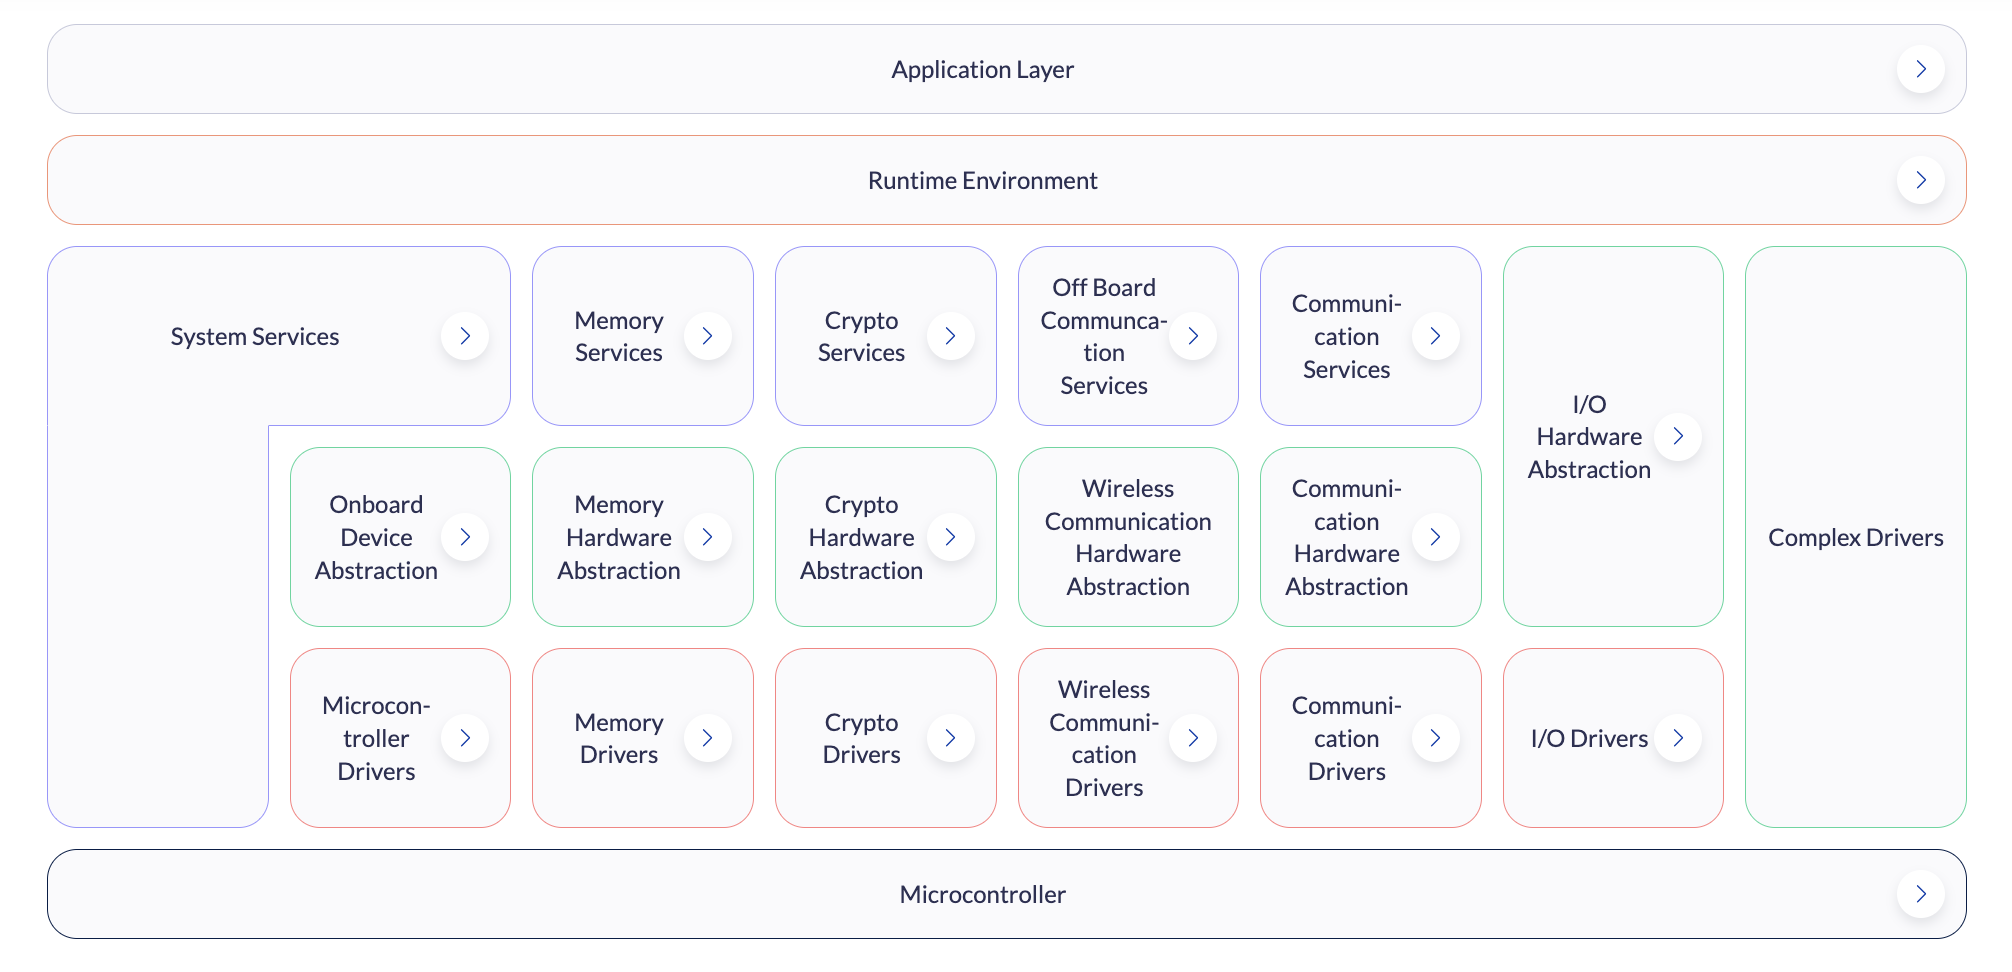 Application Layer
Runtime Environment
System Services
Memory
Services
Crypto
Services
Off Board
Communca-
tion
Services
Communi-
cation
Services
I/O
Hardware
Abstraction
Complex Drivers
Onboard
Device
Abstraction
Memory
Hardware
Abstraction
Crypto
Hardware
Abstraction
Wireless
Communication
Hardware
Abstraction
Communi-
cation
Hardware
Abstraction
Microcon-
troller
Drivers
Memory
Drivers
Crypto
Drivers
Wireless
Communi-
cation
Drivers
Communi-
cation
Drivers
I/O Drivers
Microcontroller